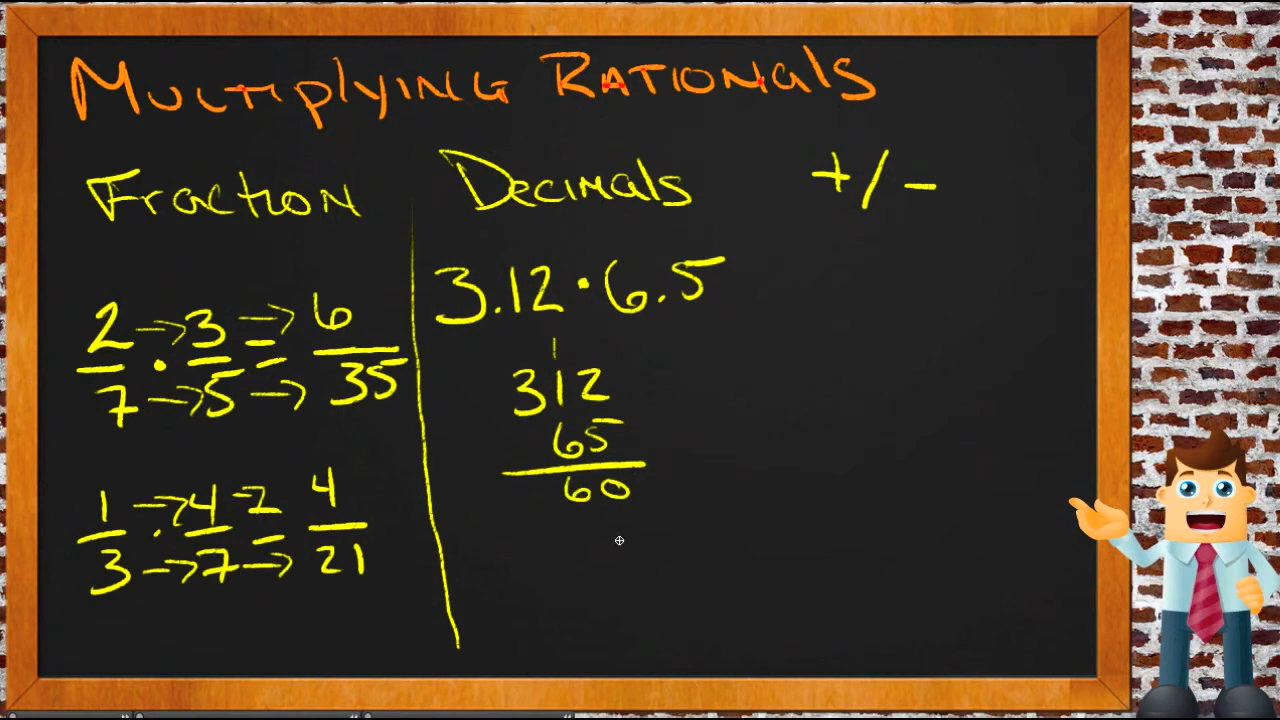 Multiplying Rationals
Fraction
2 → 3 = → 6
7 · → 5 → 35
1 → 4 = 4
3 · → 7 → 21
Decimals
3.12 · 6.5
1
312
65
60
+/-